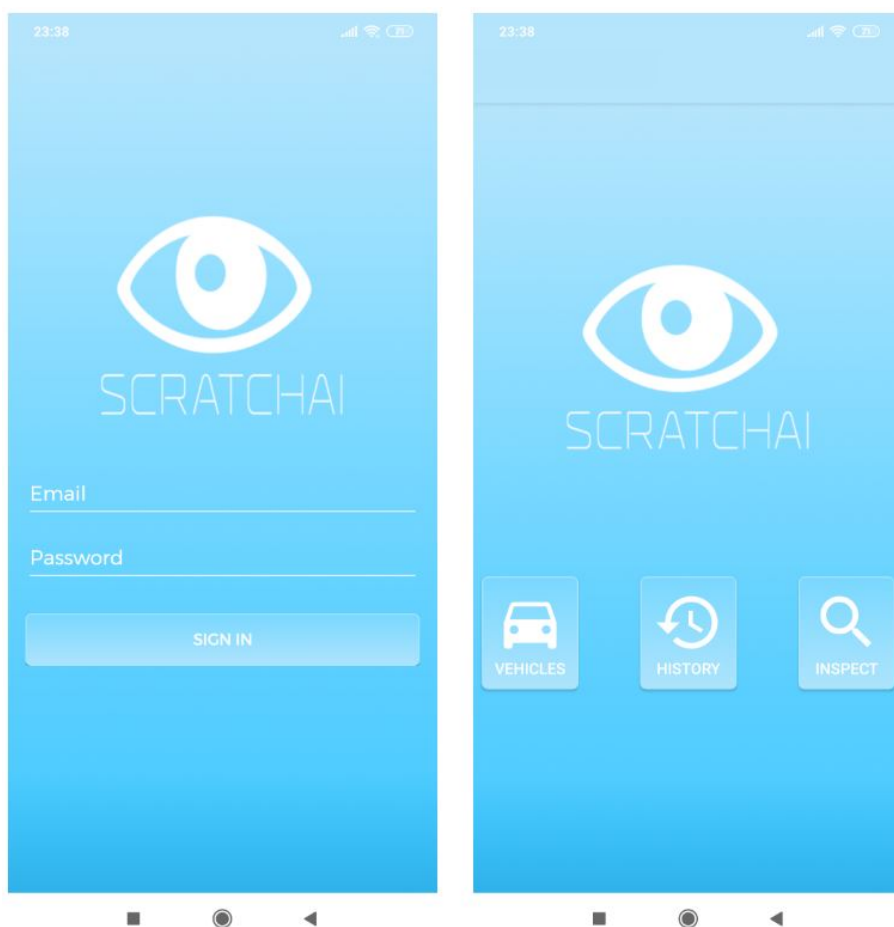 23:38
SCRATCHAI
Email
Password
SIGN IN
23:38
SCRATCHAI
VEHICLES
HISTORY
INSPECT